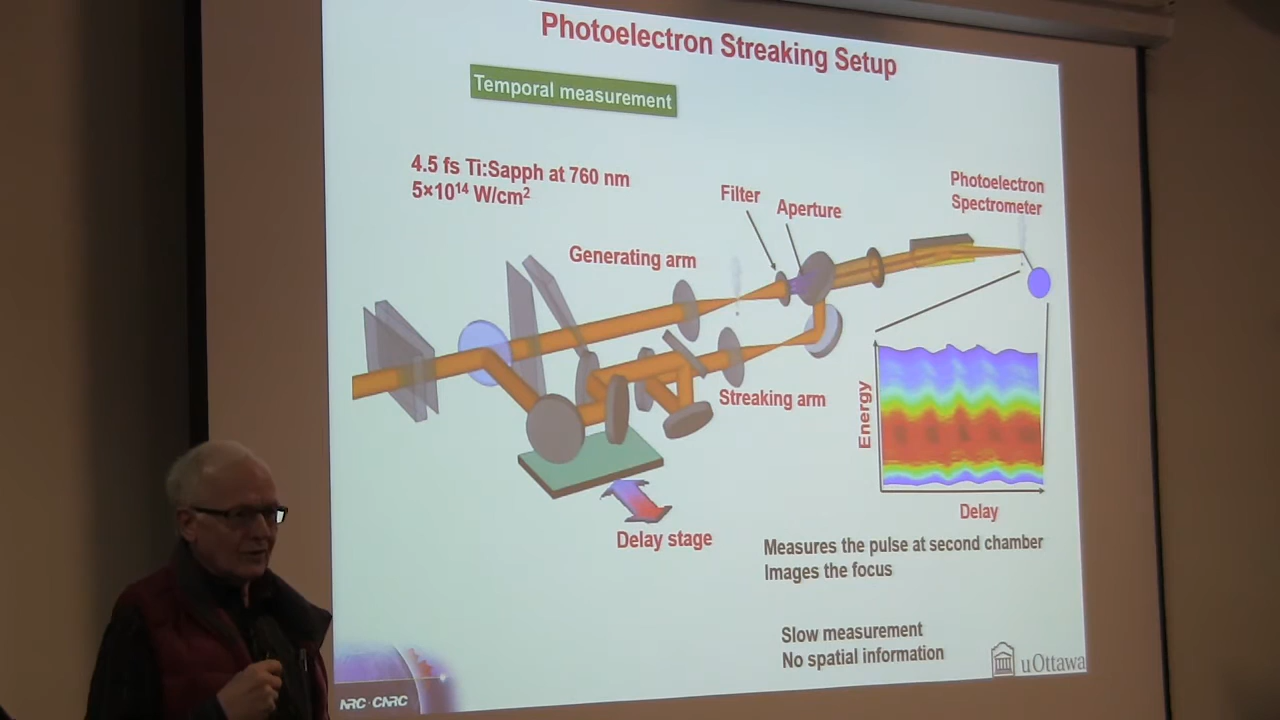 Photoelectron Streaking Setup
Temporal measurement
4.5 fs Ti:Sapph at 760 nm
5×10¹⁴ W/cm²
Generating arm
Filter
Aperture
Photoelectron
Spectrometer
Streaking arm
Delay stage
Energy
Delay
Measures the pulse at second chamber
Images the focus
Slow measurement
No spatial information
NRC·CNRC
uOttawa